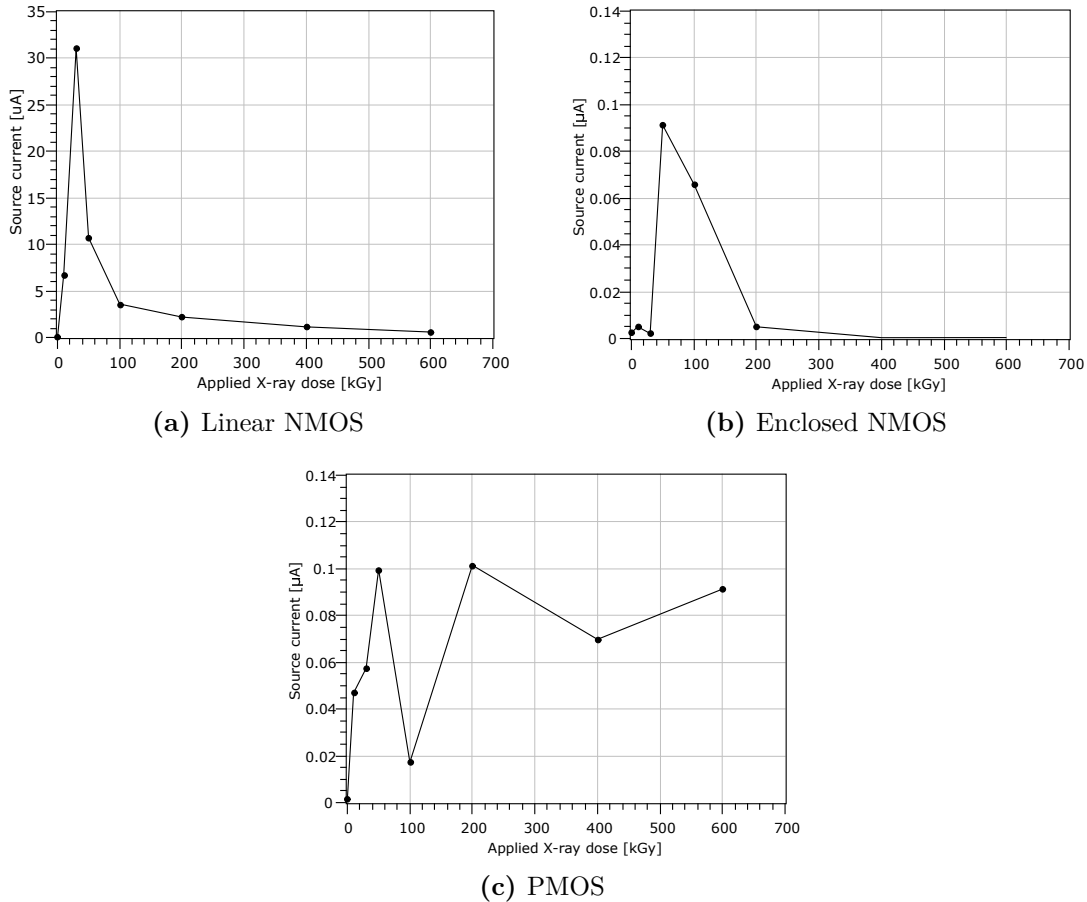 35
30
25
20
15
10
5
0
Source current [uA]
0 100 200 300 400 500 600 700
Applied X-ray dose [kGy]
(a) Linear NMOS
0.14
0.12
0.1
0.08
0.06
0.04
0.02
0
Source current [µA]
0 100 200 300 400 500 600 700
Applied X-ray dose [kGy]
(b) Enclosed NMOS
0.14
0.12
0.1
0.08
0.06
0.04
0.02
0
Source current [µA]
0 100 200 300 400 500 600 700
Applied X-ray dose [kGy]
(c) PMOS